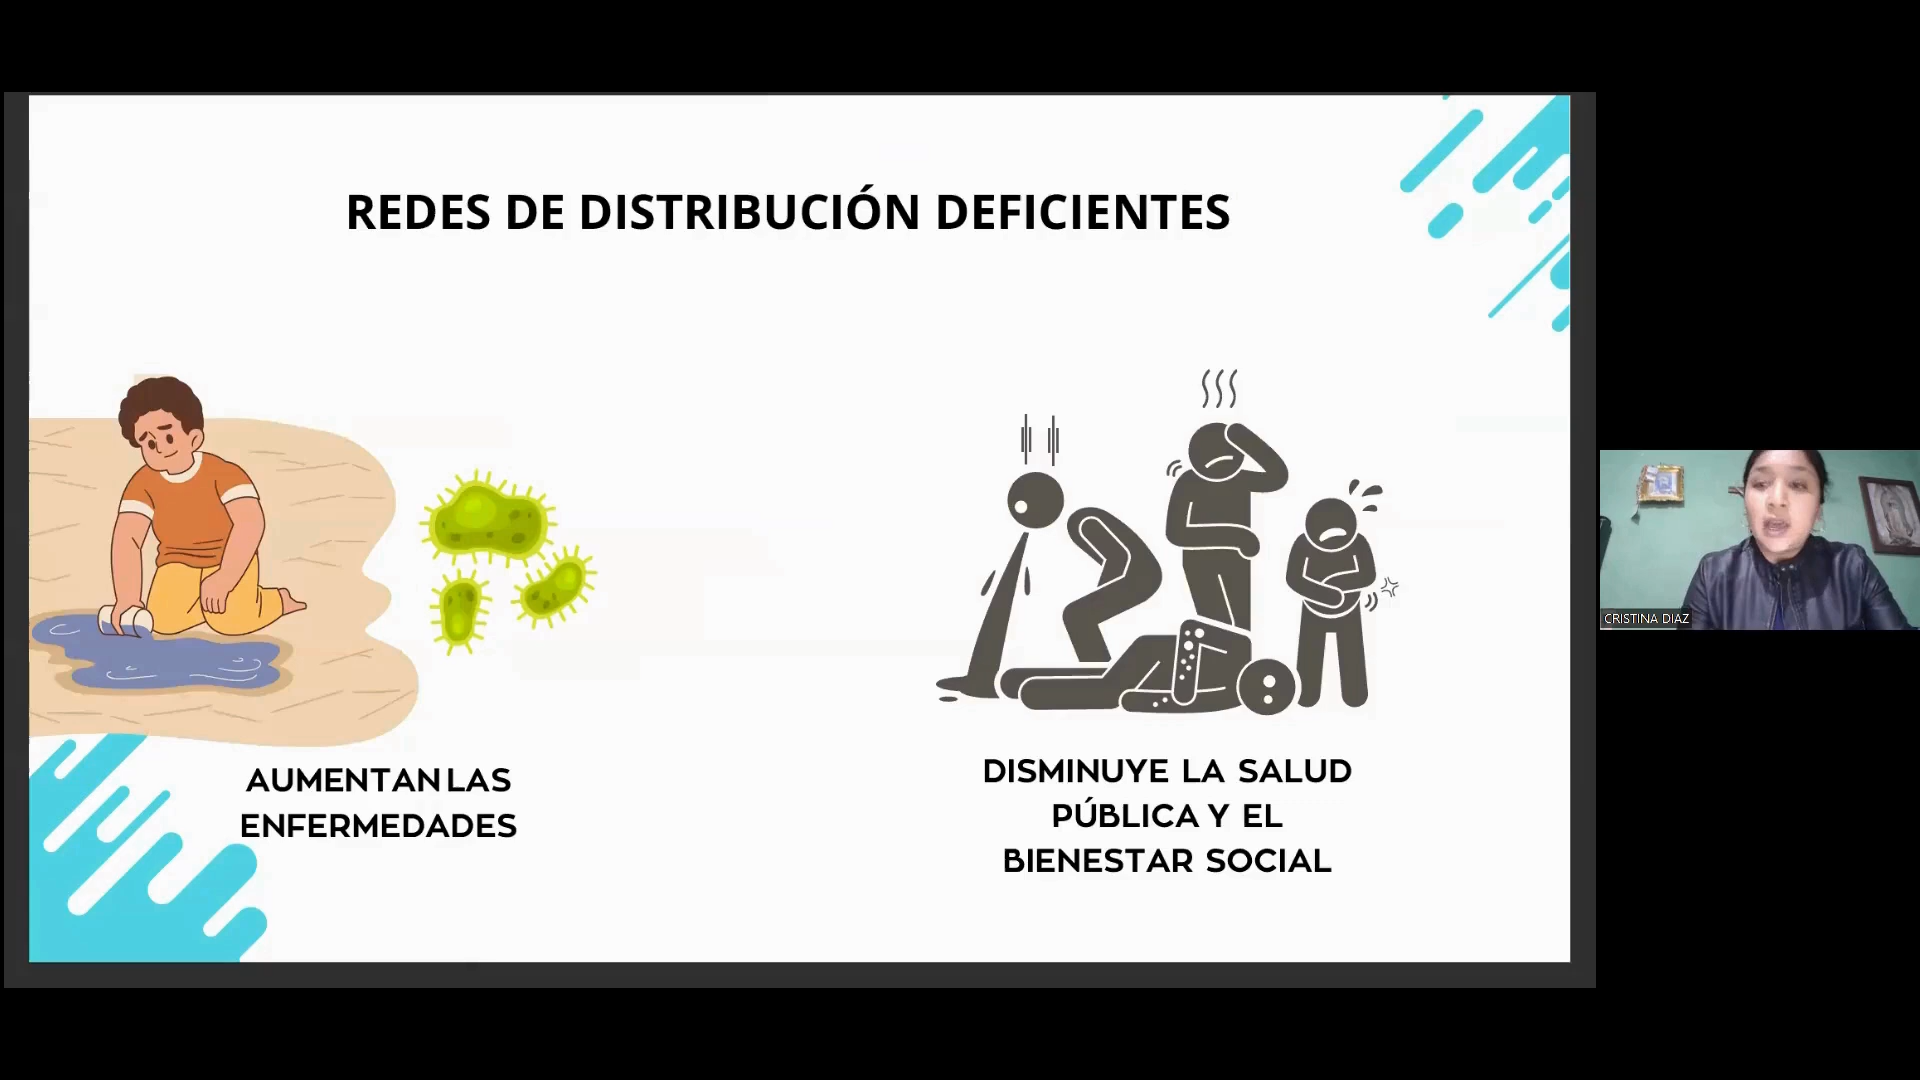 REDES DE DISTRIBUCIÓN DEFICIENTES
AUMENTAN LAS
ENFERMEDADES
DISMINUYE LA SALUD
PÚBLICA Y EL
BIENESTAR SOCIAL
CRISTINA DIAZ